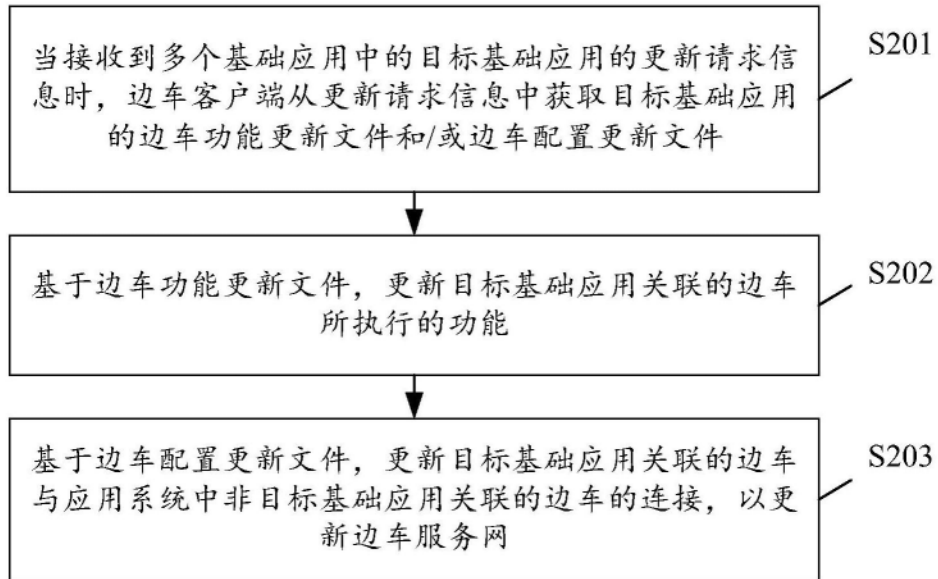 当接收到多个基础应用中的目标基础应用的更新请求信
息时，边车客户端从更新请求信息中获取目标基础应用
的边车功能更新文件和/或边车配置更新文件
S201
基于边车功能更新文件，更新目标基础应用关联的边车
所执行的功能
S202
基于边车配置更新文件，更新目标基础应用关联的边车
与应用系统中非目标基础应用关联的边车的连接，以更
新边车服务网
S203